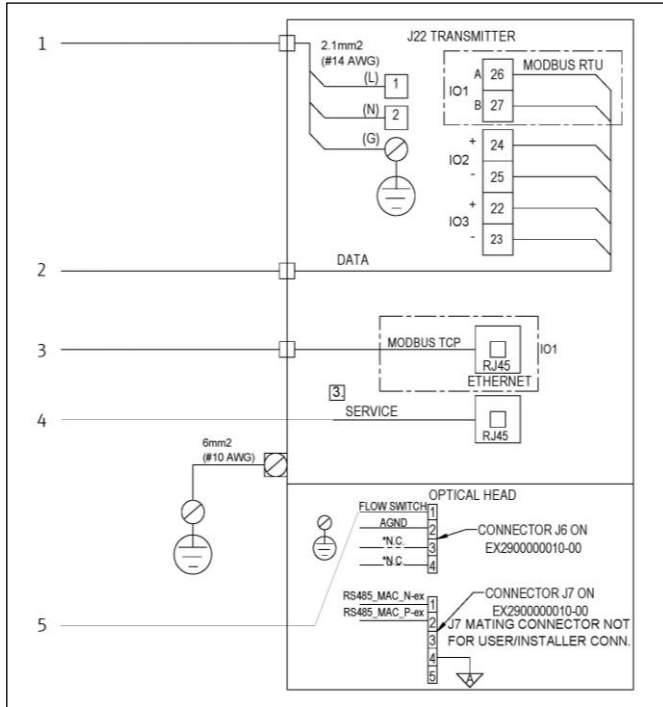 1
J22 TRANSMITTER
2.1mm2
(#14 AWG)
(L)
1
(N)
2
(G)
MODBUS RTU
IO1
A
26
B
27
IO2
+
24
-
25
IO3
+
22
-
23
2
DATA
3
MODBUS TCP
RJ45
IO1
ETHERNET
3.
4
SERVICE
RJ45
6mm2
(#10 AWG)
OPTICAL HEAD
FLOW SWITCH
1
AGND
2
*N.C.
3
*N.C
4
CONNECTOR J6 ON
EX2900000010-00
RS485_MAC_N-ex
1
RS485_MAC_P-ex
2
3
4
5
CONNECTOR J7 ON
EX2900000010-00
J7 MATING CONNECTOR NOT
FOR USER/INSTALLER CONN.
A
5